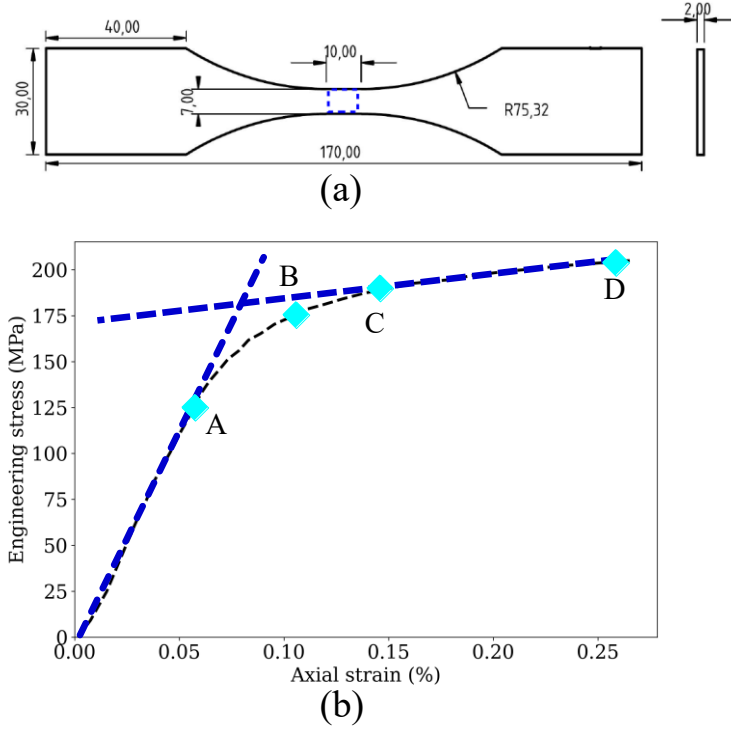 40,00
10,00
2,00
30,00
7,00
R75,32
170,00
(a)
Engineering stress (MPa)
200
175
150
125
100
75
50
25
0
A
B
C
D
0.00 0.05 0.10 0.15 0.20 0.25
Axial strain (%)
(b)